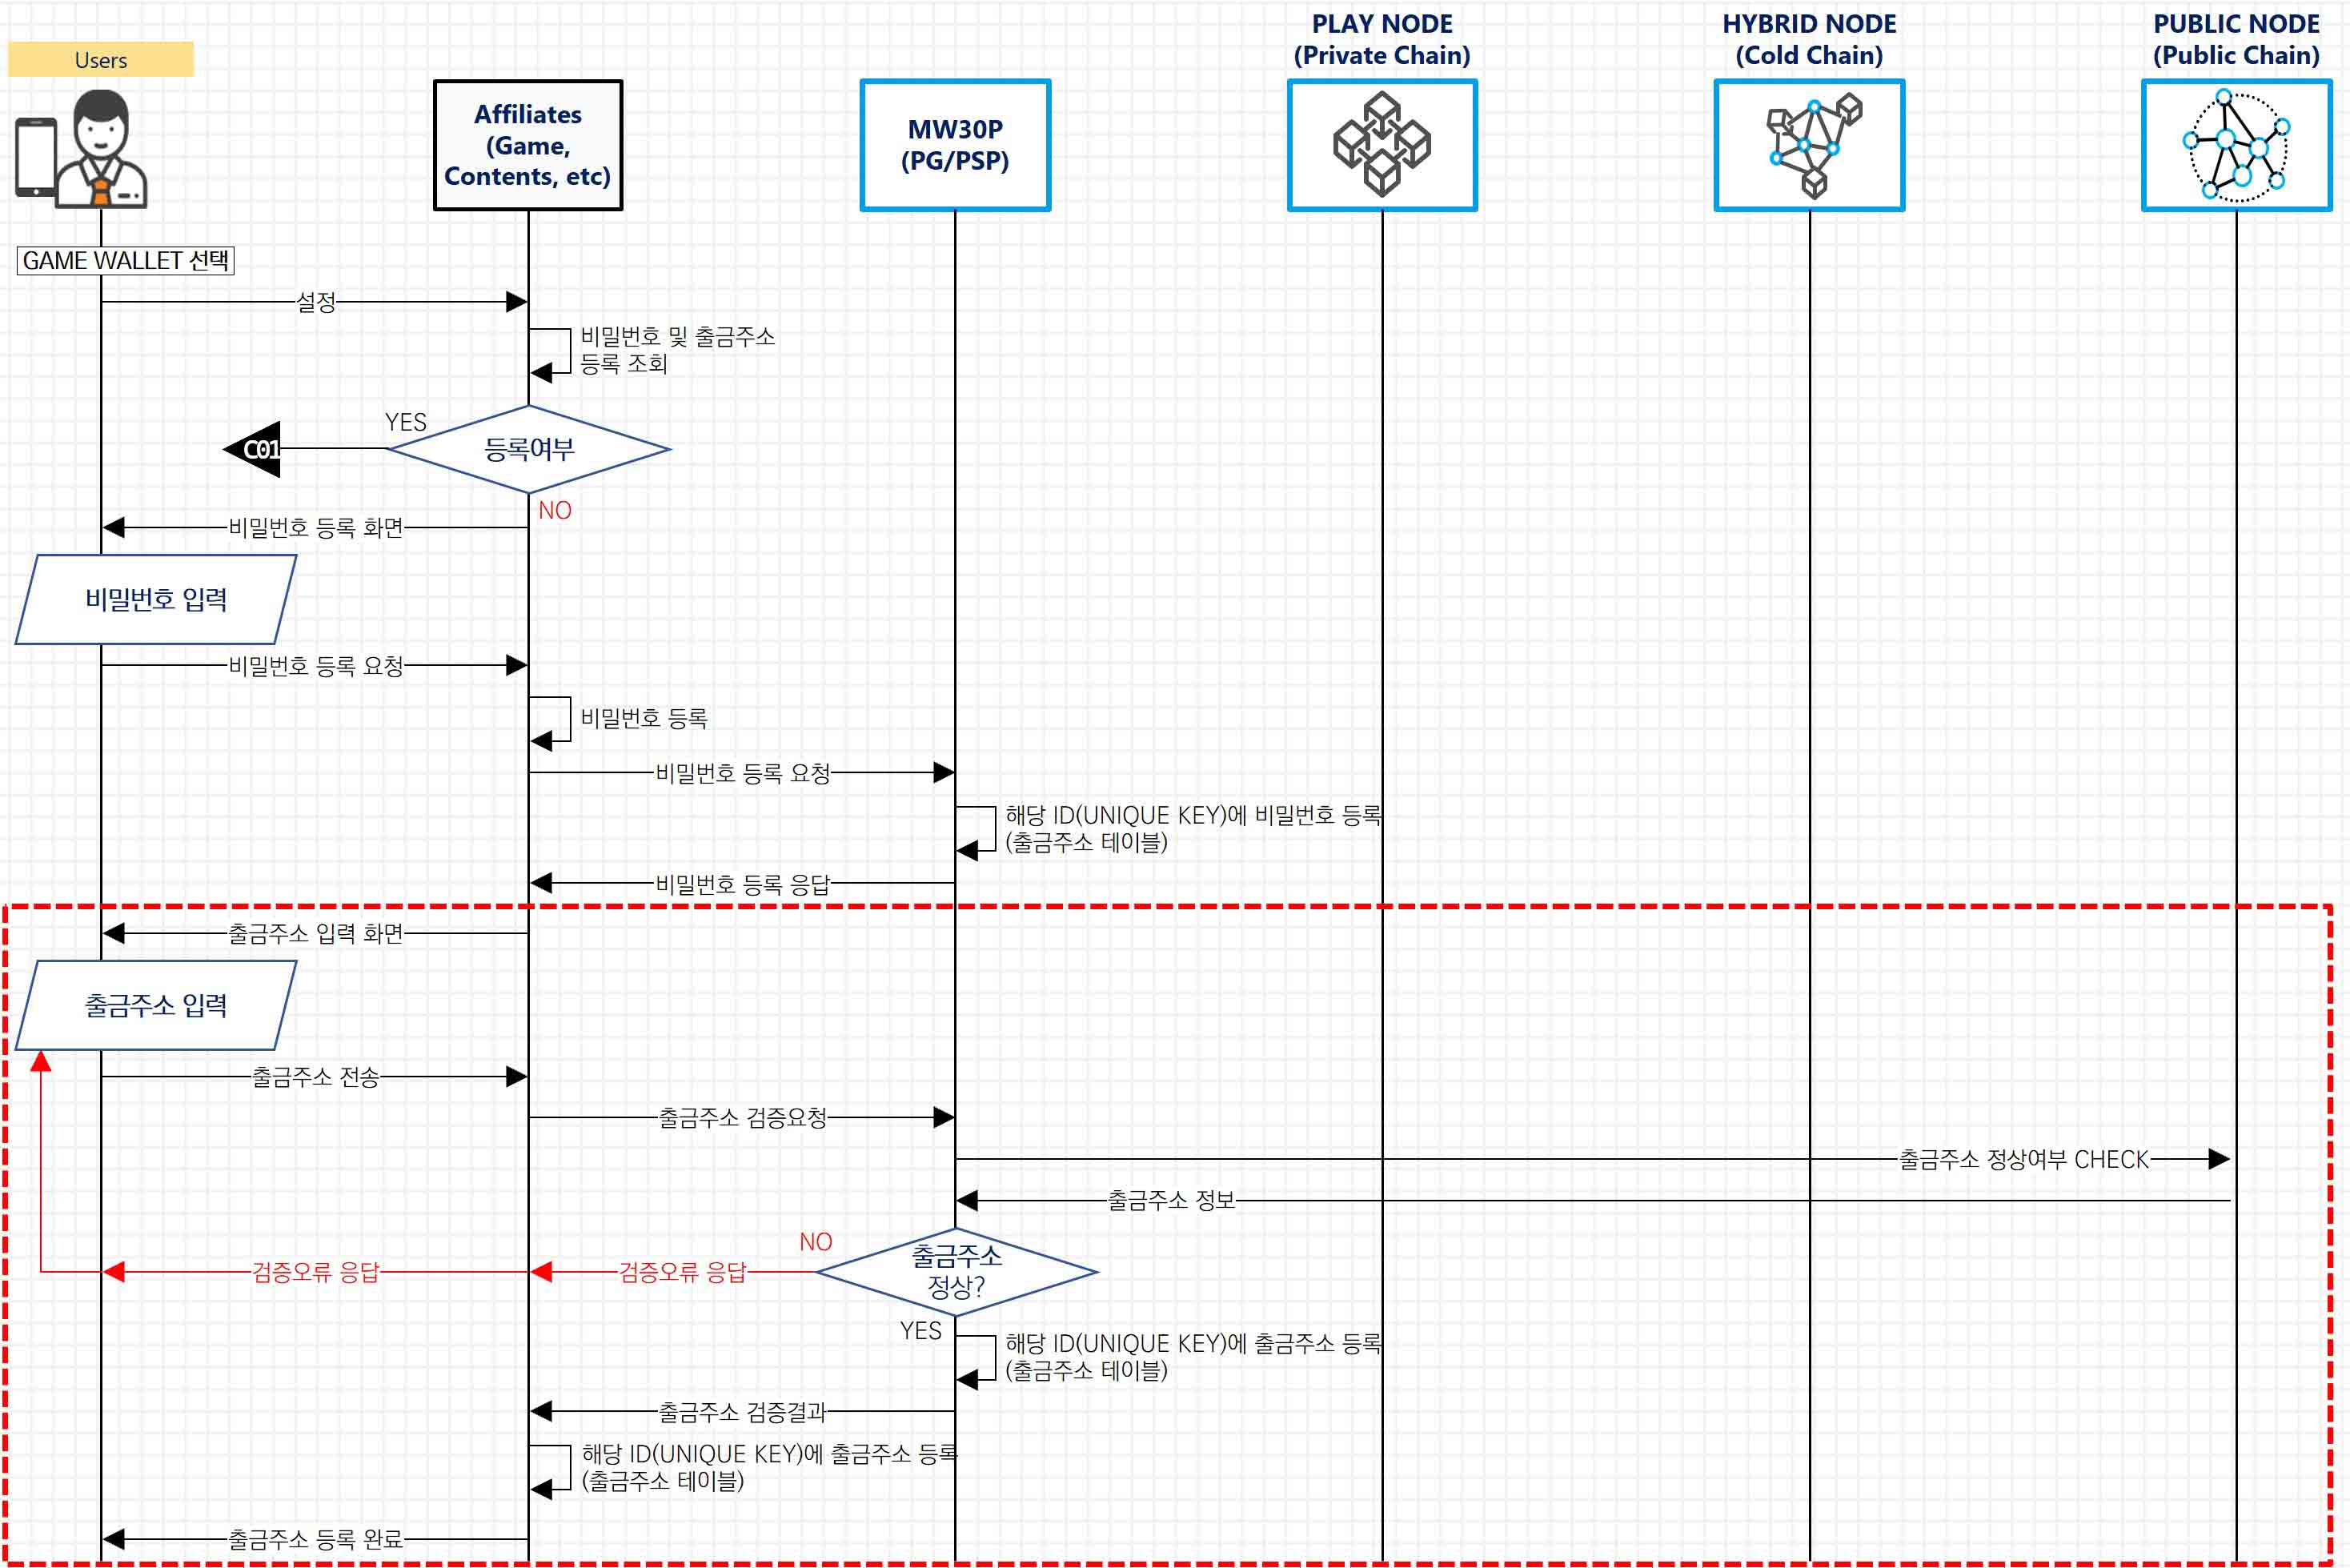 PLAY NODE
(Private Chain)
HYBRID NODE
(Cold Chain)
PUBLIC NODE
(Public Chain)
Users
Affiliates
(Game,
Contents, etc)
MW30P
(PG/PSP)
GAME WALLET 선택
설정
비밀번호 및 출금주소
등록 조회
YES
C01
등록여부
NO
비밀번호 등록 화면
비밀번호 입력
비밀번호 등록 요청
비밀번호 등록
비밀번호 등록 요청
해당 ID(UNIQUE KEY)에 비밀번호 등록
(출금주소 테이블)
비밀번호 등록 응답
출금주소 입력 화면
출금주소 입력
출금주소 전송
출금주소 검증요청
출금주소 정상여부 CHECK
출금주소 정보
NO
출금주소
정상?
검증오류 응답
검증오류 응답
YES
해당 ID(UNIQUE KEY)에 출금주소 등록
(출금주소 테이블)
출금주소 검증결과
해당 ID(UNIQUE KEY)에 출금주소 등록
(출금주소 테이블)
출금주소 등록 완료